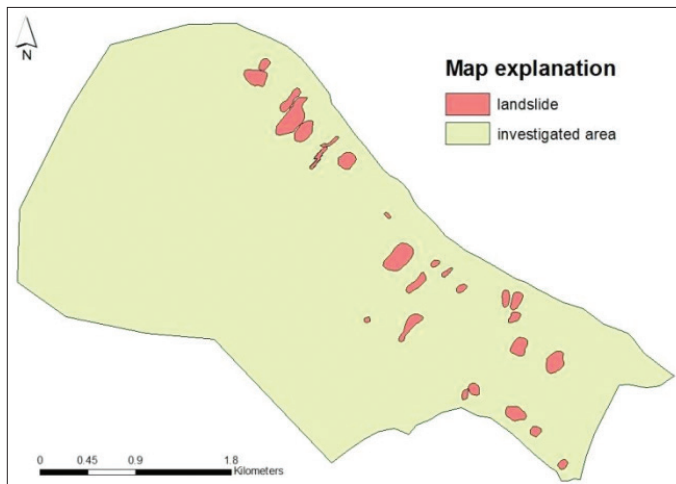 N
Map explanation
landslide
investigated area
0 0.45 0.9 1.8
Kilometers